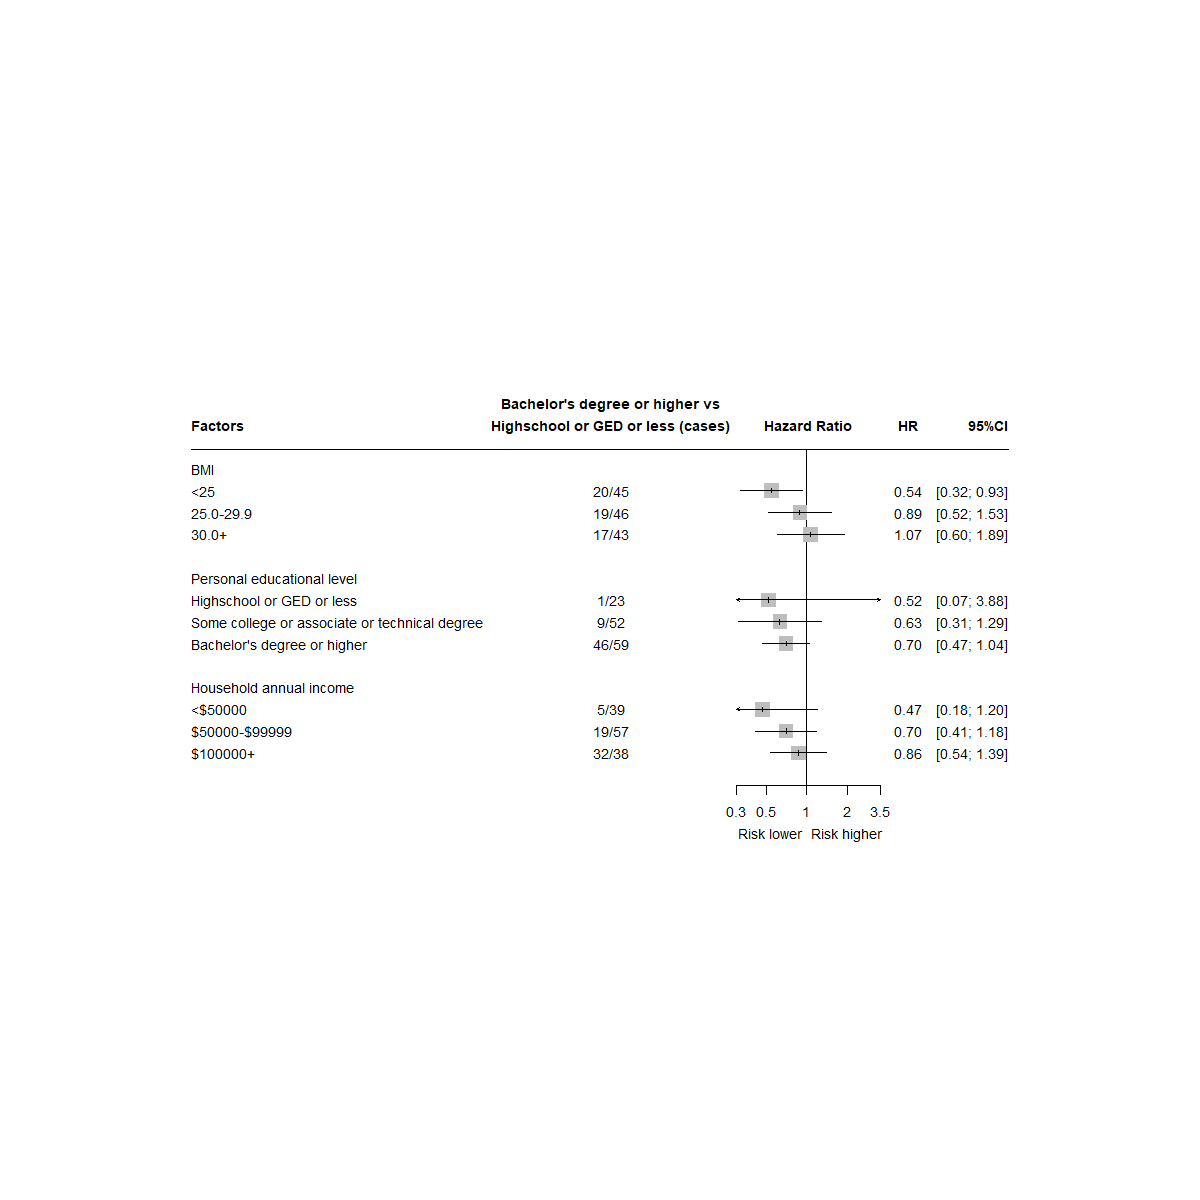 Bachelor's degree or higher vs
Factors Highschool or GED or less (cases) Hazard Ratio HR 95%CI
BMI
<25 20/45 0.54 [0.32; 0.93]
25.0-29.9 19/46 0.89 [0.52; 1.53]
30.0+ 17/43 1.07 [0.60; 1.89]
Personal educational level
Highschool or GED or less 1/23 0.52 [0.07; 3.88]
Some college or associate or technical degree 9/52 0.63 [0.31; 1.29]
Bachelor's degree or higher 46/59 0.70 [0.47; 1.04]
Household annual income
<$50000 5/39 0.47 [0.18; 1.20]
$50000-$99999 19/57 0.70 [0.41; 1.18]
$100000+ 32/38 0.86 [0.54; 1.39]
0.3 0.5 1 2 3.5
Risk lower Risk higher